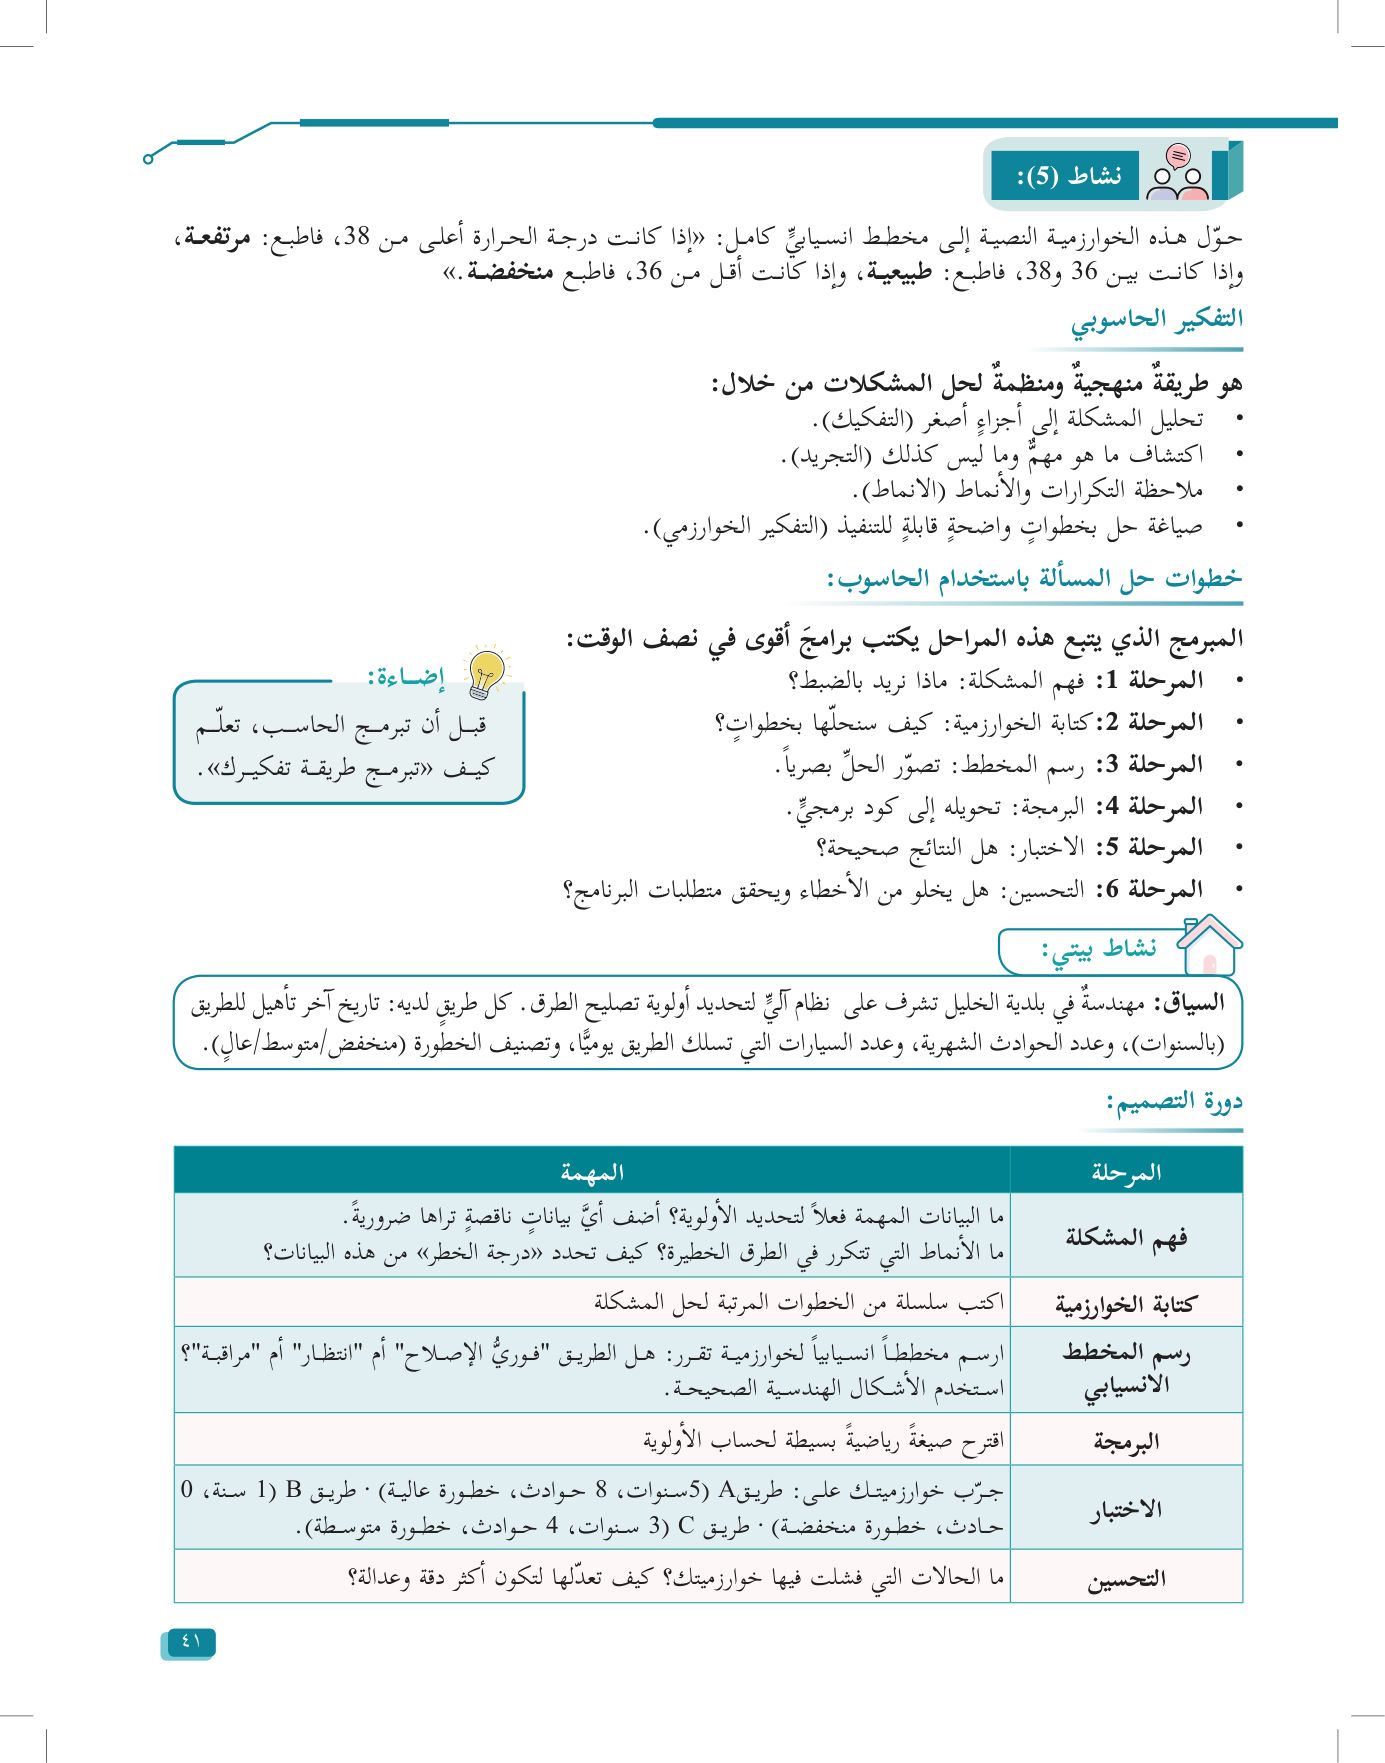 نشاط (5):
حوّل هذه الخوارزمية النصية إلى مخطط انسيابيٍّ كامل: «إذا كانت درجة الحرارة أعلى من 38، فاطبع: مرتفعة،
وإذا كانت بين 36 و38، فاطبع: طبيعية، وإذا كانت أقل من 36، فاطبع منخفضة.»
التفكير الحاسوبي
هو طريقةٌ منهجيةٌ ومنظمةٌ لحل المشكلات من خلال:
• تحليل المشكلة إلى أجزاءٍ أصغر (التفكيك).
• اكتشاف ما هو مهمٌّ وما ليس كذلك (التجريد).
• ملاحظة التكرارات والأنماط (الانماط).
• صياغة حل بخطواتٍ واضحةٍ قابلةٍ للتنفيذ (التفكير الخوارزمي).
خطوات حل المسألة باستخدام الحاسوب:
المبرمج الذي يتبع هذه المراحل يكتب برامجَ أقوى في نصف الوقت:
• المرحلة 1: فهم المشكلة: ماذا نريد بالضبط؟
• المرحلة 2: كتابة الخوارزمية: كيف سنحلّها بخطواتٍ؟
• المرحلة 3: رسم المخطط: تصوّر الحلِّ بصرياً.
• المرحلة 4: البرمجة: تحويله إلى كود برمجيٍّ.
• المرحلة 5: الاختبار: هل النتائج صحيحة؟
• المرحلة 6: التحسين: هل يخلو من الأخطاء ويحقق متطلبات البرنامج؟
إضاءة:
قبل أن تبرمج الحاسب، تعلّم
كيف «تبرمج طريقة تفكيرك».
نشاط بيتي:
السياق: مهندسةٌ في بلدية الخليل تشرف على نظام آليٍّ لتحديد أولوية تصليح الطرق. كل طريقٍ لديه: تاريخ آخر تأهيل للطريق
(بالسنوات)، وعدد الحوادث الشهرية، وعدد السيارات التي تسلك الطريق يوميًّا، وتصنيف الخطورة (منخفض/متوسط/عالٍ).
دورة التصميم:
المرحلة
المهمة
فهم المشكلة
ما البيانات المهمة فعلاً لتحديد الأولوية؟ أضف أيَّ بياناتٍ ناقصةٍ تراها ضروريةً.
ما الأنماط التي تتكرر في الطرق الخطيرة؟ كيف تحدد «درجة الخطر» من هذه البيانات؟
كتابة الخوارزمية
اكتب سلسلة من الخطوات المرتبة لحل المشكلة
رسم المخطط
الانسيابي
ارسم مخططاً انسيابياً لخوارزمية تقرر: هل الطريق "فوريُّ الإصلاح" أم "انتظار" أم "مراقبة"؟
استخدم الأشكال الهندسية الصحيحة.
البرمجة
اقترح صيغةً رياضيةً بسيطة لحساب الأولوية
الاختبار
جرّب خوارزميتك على: طريقA (5سنوات، 8 حوادث، خطورة عالية) · طريق B (1 سنة، 0
حادث، خطورة منخفضة) · طريق C (3 سنوات، 4 حوادث، خطورة متوسطة).
التحسين
ما الحالات التي فشلت فيها خوارزميتك؟ كيف تعدّلها لتكون أكثر دقة وعدالة؟
٤١